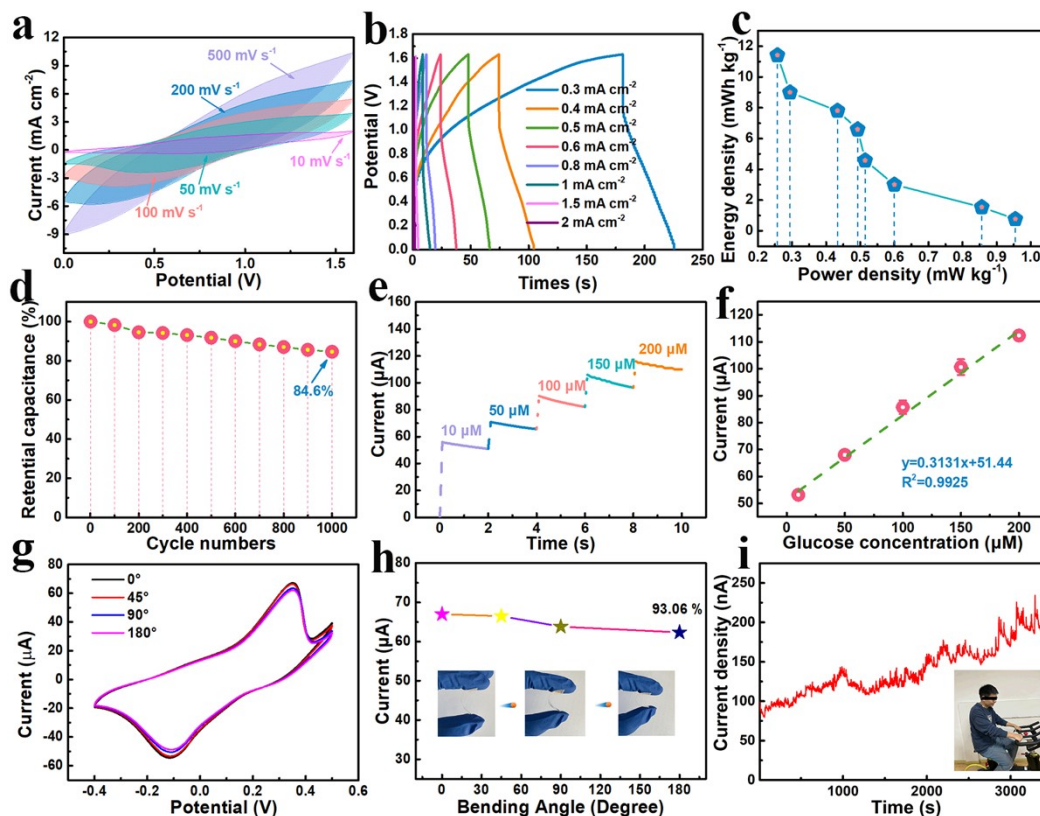 a
Current (mA cm⁻²)
12
9
6
3
0
-3
-6
-9
500 mV s⁻¹
200 mV s⁻¹
10 mV s⁻¹
50 mV s⁻¹
100 mV s⁻¹
0.0
0.5
1.0
1.5
Potential (V)
b
Potential (V)
2.0
1.8
1.6
1.4
1.2
1.0
0.8
0.6
0.4
0.2
0.0
0.3 mA cm⁻²
0.4 mA cm⁻²
0.5 mA cm⁻²
0.6 mA cm⁻²
0.8 mA cm⁻²
1 mA cm⁻²
1.5 mA cm⁻²
2 mA cm⁻²
0 50 100 150 200 250
Times (s)
c
Energy density (mWh kg⁻¹)
12
10
8
6
4
2
0
0.2 0.3 0.4 0.5 0.6 0.7 0.8 0.9 1.0
Power density (mW kg⁻¹)
d
Retential capacitance (%)
120
100
80
60
40
20
0
84.6%
0 200 400 600 800 1000
Cycle numbers
e
Current (μA)
160
140
120
100
80
60
40
20
0
10 μM
50 μM
100 μM
150 μM
200 μM
0 2 4 6 8 10
Time (s)
f
Current (μA)
130
120
110
100
90
80
70
60
50
y=0.3131x+51.44
R²=0.9925
0 50 100 150 200
Glucose concentration (μM)
g
Current (μA)
80
60
40
20
0
-20
-40
-60
0°
45°
90°
180°
-0.4 -0.2 0.0 0.2 0.4 0.6
Potential (V)
h
Current (μA)
80
75
70
65
60
55
50
45
40
35
30
93.06 %
0 30 60 90 120 150 180
Bending Angle (Degree)
i
Current density (nA)
250
200
150
100
50
0
1000 2000 3000
Time (s)